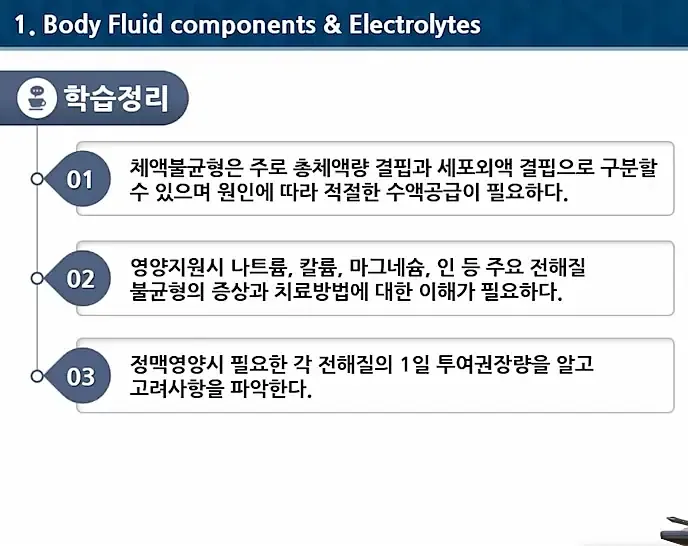 1. Body Fluid components & Electrolytes
학습정리
01
체액불균형은 주로 총체액량 결핍과 세포외액 결핍으로 구분할
수 있으며 원인에 따라 적절한 수액공급이 필요하다.
02
영양지원시 나트륨, 칼륨, 마그네슘, 인 등 주요 전해질
불균형의 증상과 치료방법에 대한 이해가 필요하다.
03
정맥영양시 필요한 각 전해질의 1일 투여권장량을 알고
고려사항을 파악한다.